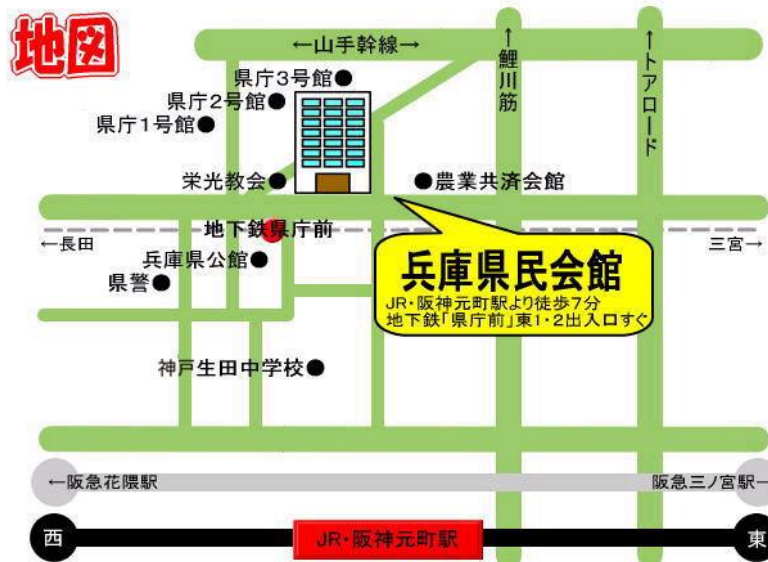 地図
←山手幹線→
←鯉川筋
←トアロード
県庁3号館●
県庁2号館●
県庁1号館●
栄光教会●
●農業共済会館
地下鉄県庁前
←長田
三宮→
兵庫県公館●
県警●
兵庫県民会館
JR・阪神元町駅より徒歩7分
地下鉄「県庁前」東1・2出入口すぐ
神戸生田中学校●
←阪急花隈駅
阪急三ノ宮駅→
西
JR・阪神元町駅
東